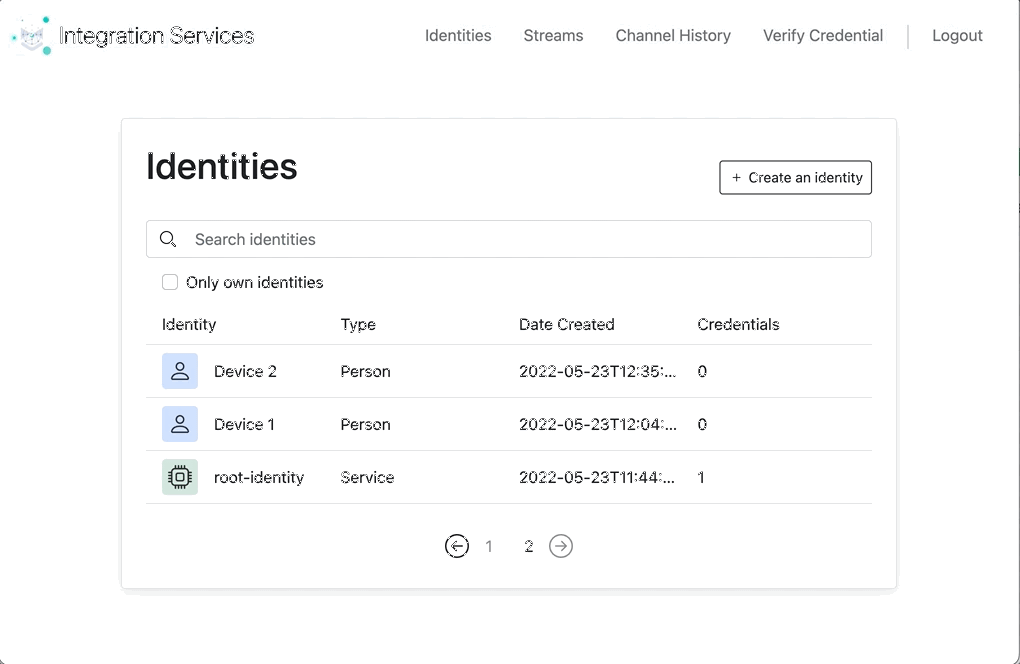 Integration Services
Identities Streams Channel History Verify Credential Logout
Identities
+ Create an identity
Search identities
Only own identities
Identity Type Date Created Credentials
Device 2 Person 2022-05-23T12:35:... 0
Device 1 Person 2022-05-23T12:04:... 0
root-identity Service 2022-05-23T11:44:... 1
1 2